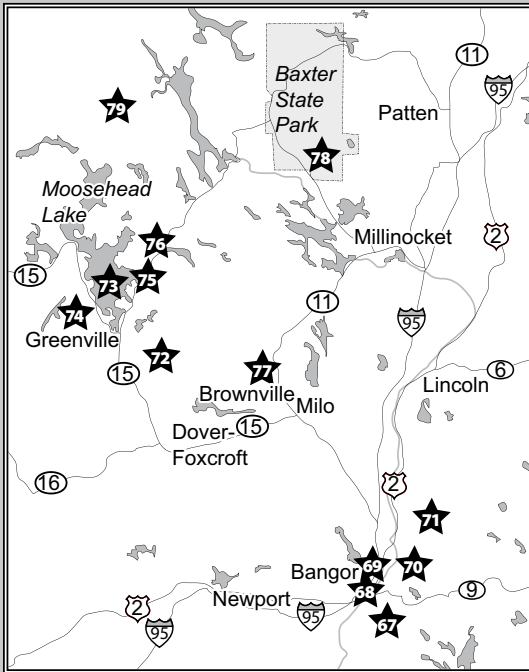 11
Baxter
State
Park
95
79
Patten
78
Moosehead
Lake
76
Millinocket
2
15
73
75
11
74
95
Greenville
72
15
77
6
Brownville
Lincoln
Milo
Dover-
Foxcroft
15
16
2
71
69
70
Bangor
68
9
Newport
2
95
95
67